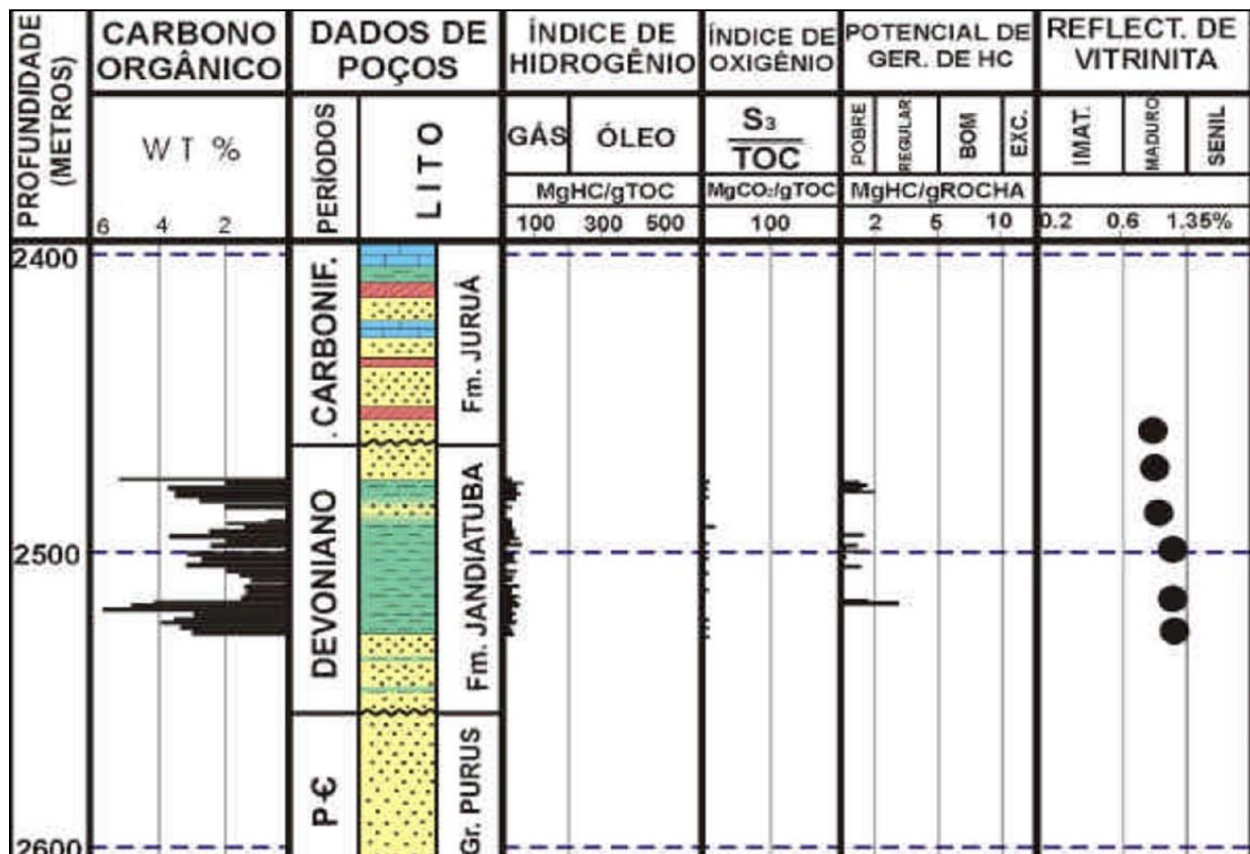 PROFUNDIDADE
(METROS)
CARBONO
ORGÂNICO
DADOS DE
POÇOS
ÍNDICE DE
HIDROGÊNIO
ÍNDICE DE
OXIGÊNIO
POTENCIAL DE
GER. DE HC
REFLECT. DE
VITRINITA
WT %
PERÍODOS
LITO
GÁS
ÓLEO
S₃
TOC
POBRE
REGULAR
BOM
EXC.
IMAT.
MADURO
SENIL
MgHC/gTOC
MgCO₂/gTOC
MgHC/gROCHA
6 4 2
100 300 500
100
2 5 10
0.2 0.6 1.35%
2400
. CARBONIF.
Fm. JURUÁ
DEVONIANO
Fm. JANDIATUBA
2500
P-Є
Gr. PURUS
2600